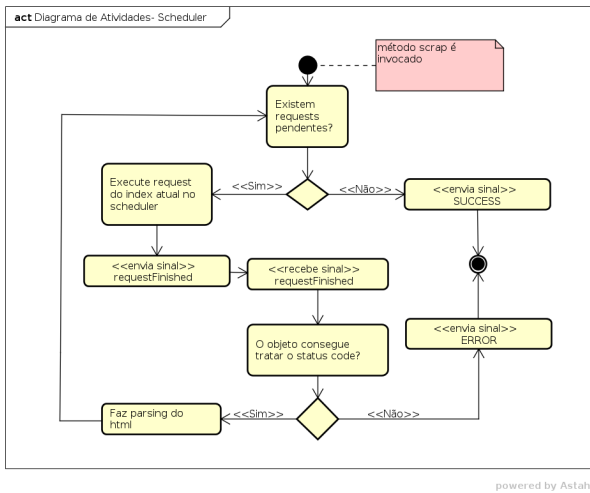 act Diagrama de Atividades- Scheduler
método scrap é
invocado
Existem
requests
pendentes?
<<Sim>>
<<Não>>
Execute request
do index atual no
scheduler
<<envia sinal>>
SUCCESS
<<envia sinal>>
requestFinished
<<recebe sinal>>
requestFinished
O objeto consegue
tratar o status code?
<<envia sinal>>
ERROR
Faz parsing do
html
<<Sim>>
<<Não>>
powered by Astah